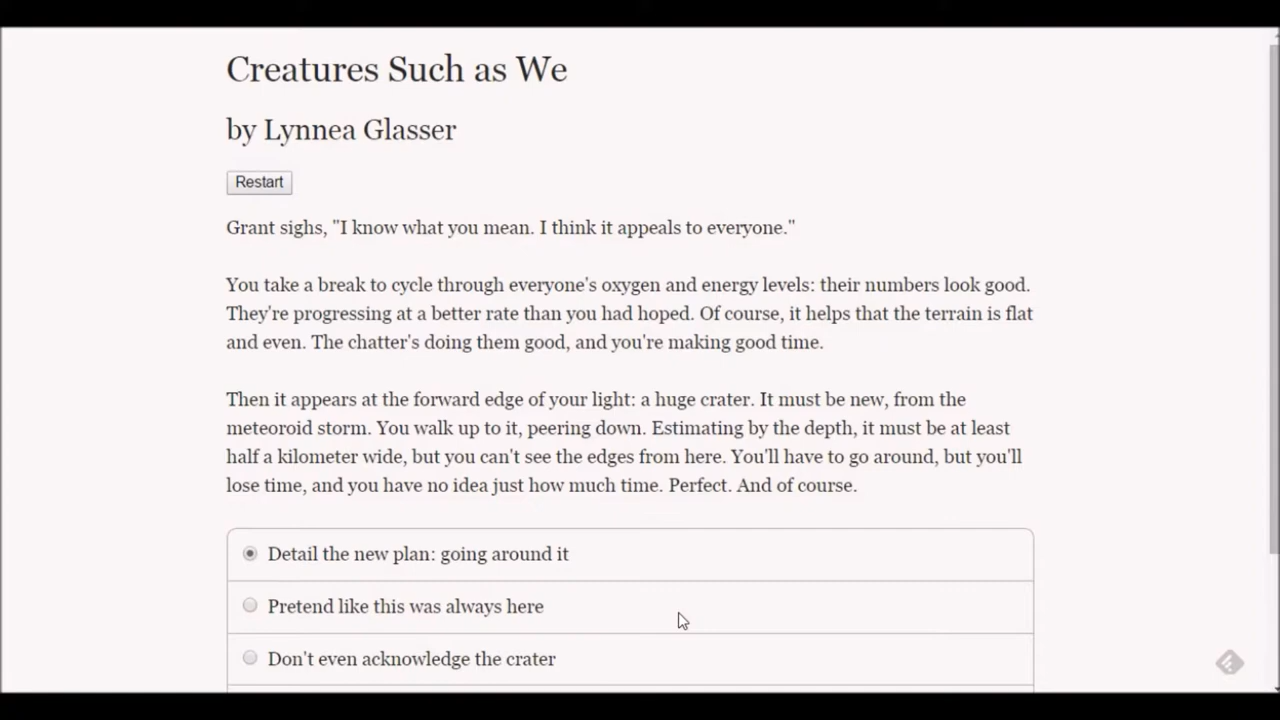 Creatures Such as We
by Lynnea Glasser
Restart
Grant sighs, "I know what you mean. I think it appeals to everyone."
You take a break to cycle through everyone's oxygen and energy levels: their numbers look good.
They're progressing at a better rate than you had hoped. Of course, it helps that the terrain is flat
and even. The chatter's doing them good, and you're making good time.
Then it appears at the forward edge of your light: a huge crater. It must be new, from the
meteoroid storm. You walk up to it, peering down. Estimating by the depth, it must be at least
half a kilometer wide, but you can't see the edges from here. You'll have to go around, but you'll
lose time, and you have no idea just how much time. Perfect. And of course.
Detail the new plan: going around it
Pretend like this was always here
Don't even acknowledge the crater